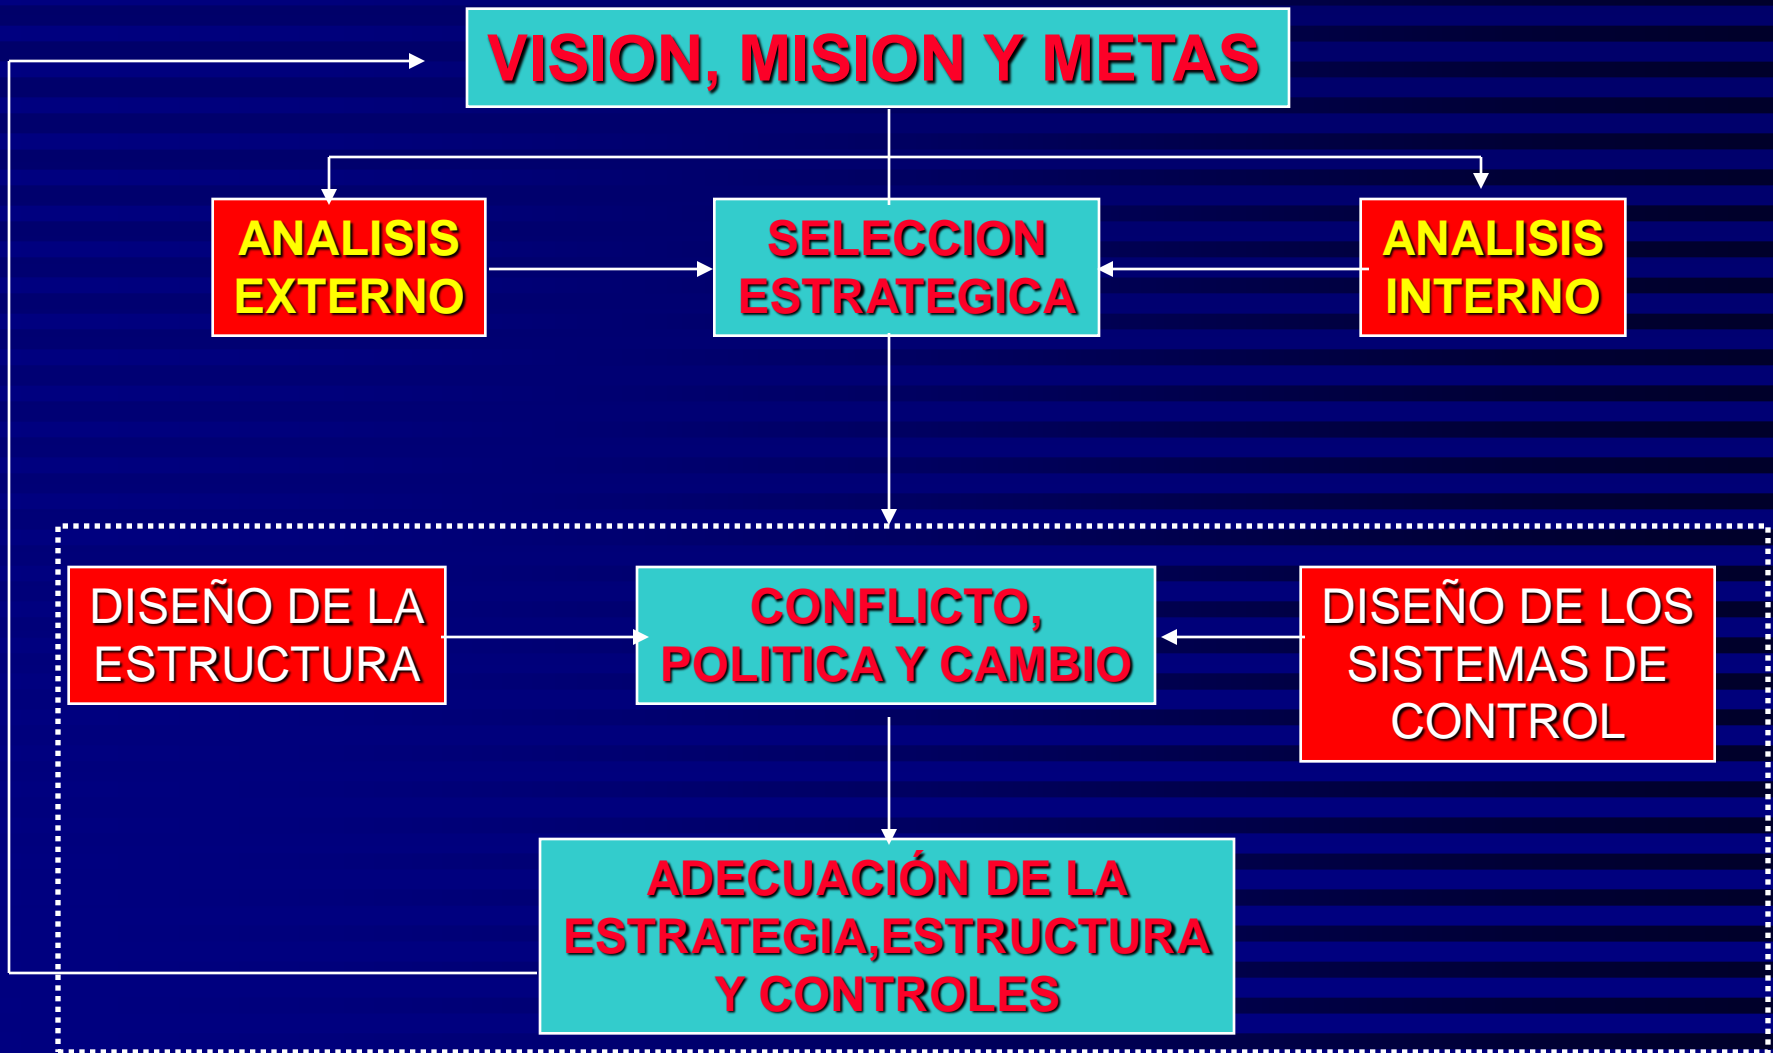 VISION, MISION Y METAS
ANALISIS
EXTERNO
SELECCION
ESTRATEGICA
ANALISIS
INTERNO
DISEÑO DE LA
ESTRUCTURA
CONFLICTO,
POLITICA Y CAMBIO
DISEÑO DE LOS
SISTEMAS DE
CONTROL
ADECUACIÓN DE LA
ESTRATEGIA,ESTRUCTURA
Y CONTROLES